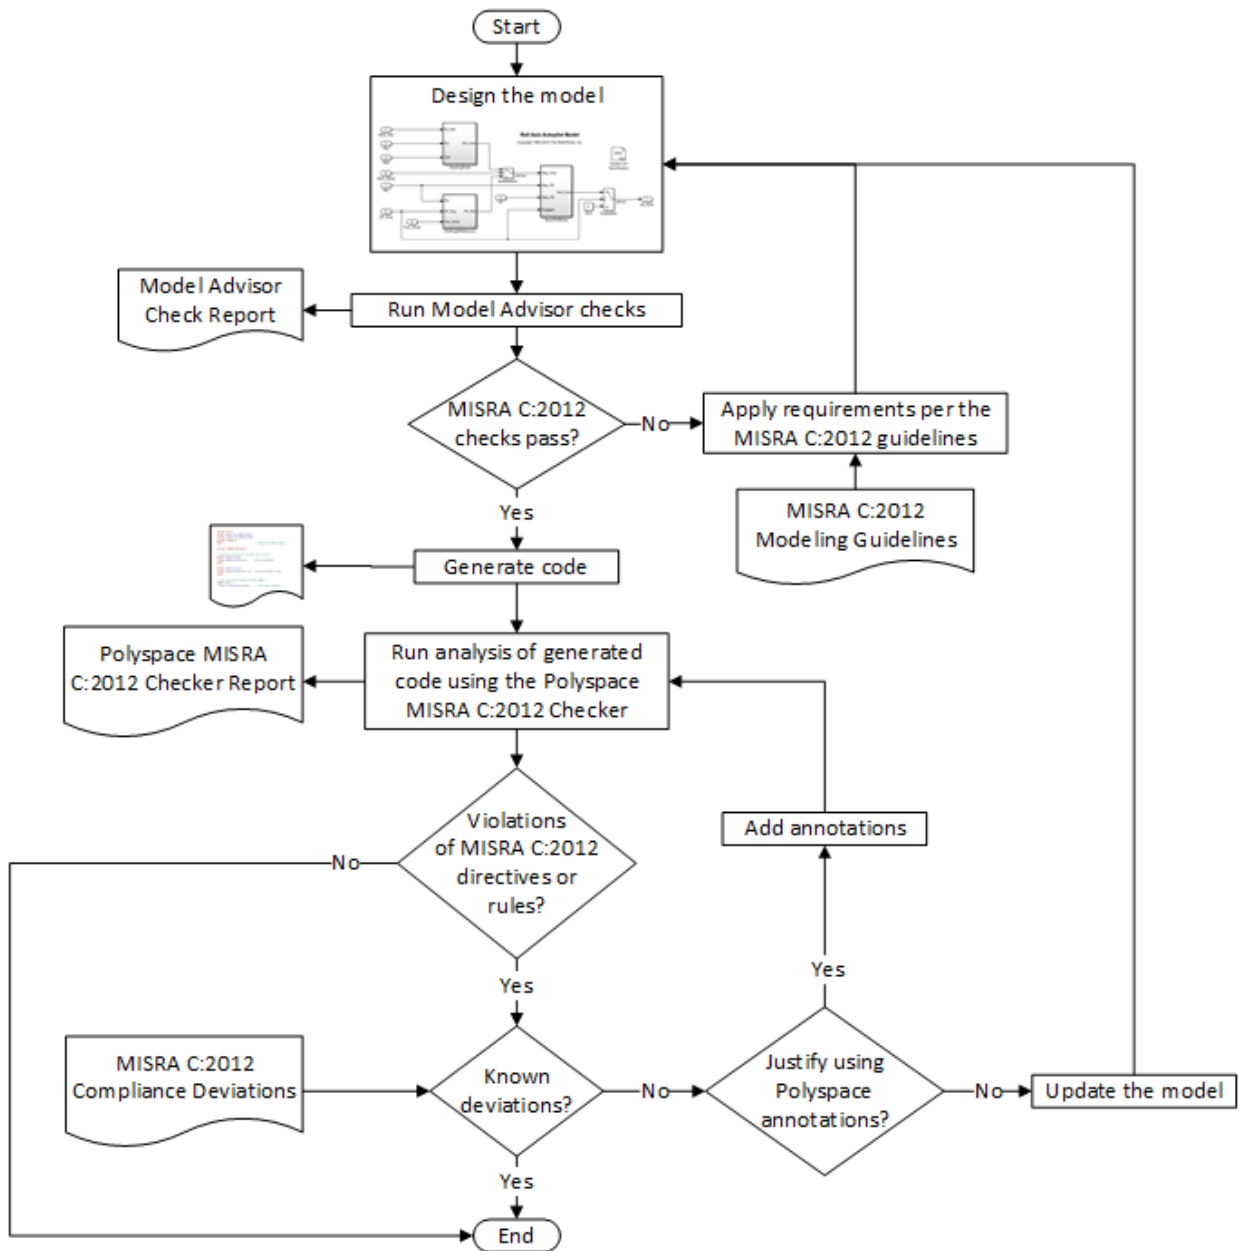 Start
Design the model
Roll Axis Autopilot Model
Model Advisor
Check Report
Run Model Advisor checks
MISRA C:2012
checks pass?
No
Apply requirements per the
MISRA C:2012 guidelines
Yes
MISRA C:2012
Modeling Guidelines
Generate code
Polyspace MISRA
C:2012 Checker Report
Run analysis of generated
code using the Polyspace
MISRA C:2012 Checker
Violations
of MISRA C:2012
directives or
rules?
No
Add annotations
Yes
Yes
MISRA C:2012
Compliance Deviations
Known
deviations?
No
Justify using
Polyspace
annotations?
No
Update the model
Yes
End